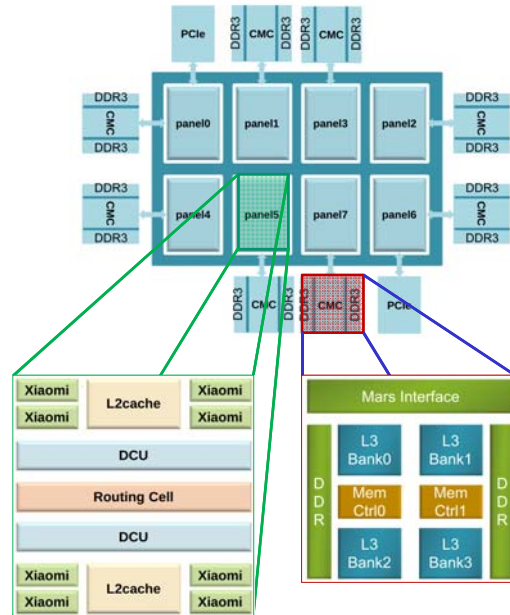 PCIe
DDR3
CMC
DDR3
DDR3
CMC
DDR3
DDR3
CMC
DDR3
panel0
panel1
panel3
panel2
DDR3
CMC
DDR3
DDR3
CMC
DDR3
panel4
panel5
panel7
panel6
DDR3
CMC
DDR3
DDR3
CMC
DDR3
DDR3
CMC
DDR3
PCIe
Xiaomi
Xiaomi
L2cache
Xiaomi
Xiaomi
DCU
Routing Cell
DCU
Xiaomi
Xiaomi
L2cache
Xiaomi
Xiaomi
Mars Interface
DDR
L3
Bank0
L3
Bank1
DDR
Mem
Ctrl0
Mem
Ctrl1
L3
Bank2
L3
Bank3